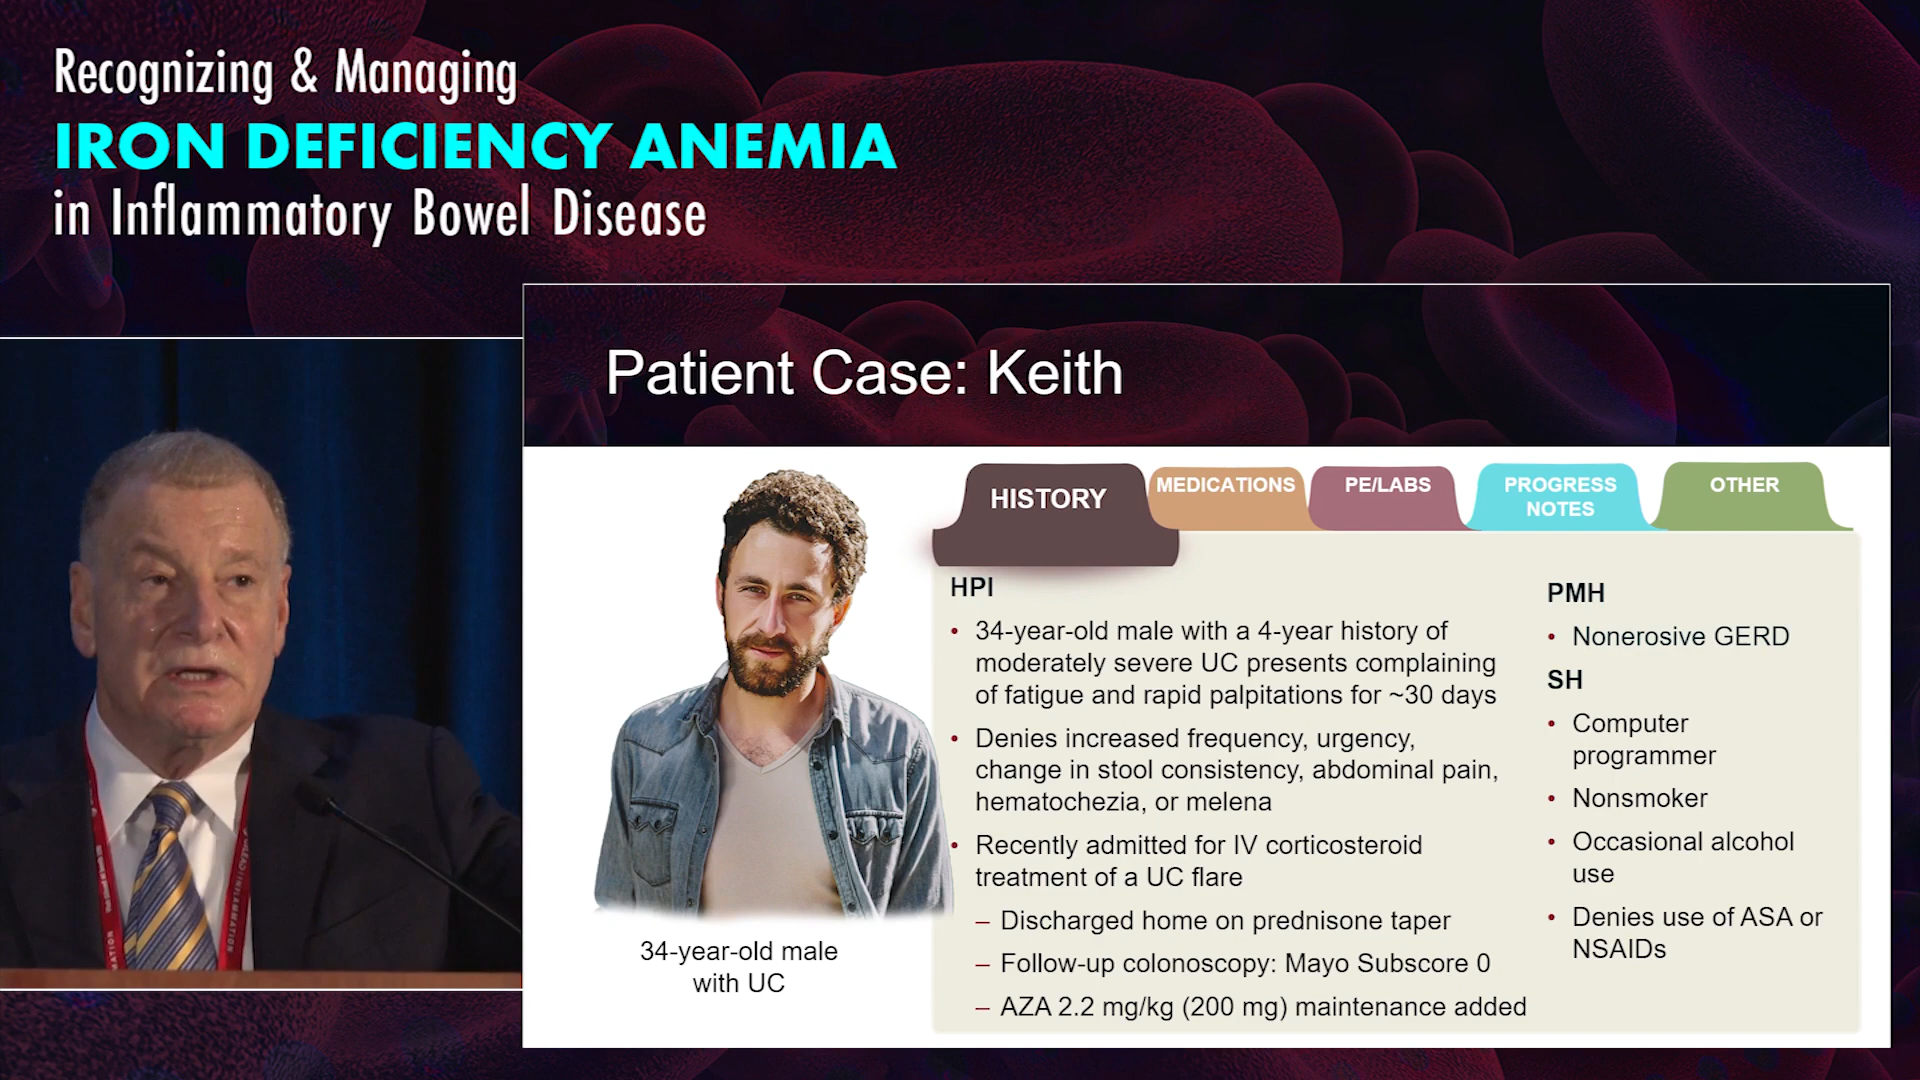 Recognizing & Managing
IRON DEFICIENCY ANEMIA
in Inflammatory Bowel Disease
Patient Case: Keith
HISTORY
MEDICATIONS
PE/LABS
PROGRESS
NOTES
OTHER
34-year-old male
with UC
HPI
• 34-year-old male with a 4-year history of
moderately severe UC presents complaining
of fatigue and rapid palpitations for ~30 days
• Denies increased frequency, urgency,
change in stool consistency, abdominal pain,
hematochezia, or melena
• Recently admitted for IV corticosteroid
treatment of a UC flare
– Discharged home on prednisone taper
– Follow-up colonoscopy: Mayo Subscore 0
– AZA 2.2 mg/kg (200 mg) maintenance added
PMH
• Nonerosive GERD
SH
• Computer
programmer
• Nonsmoker
• Occasional alcohol
use
• Denies use of ASA or
NSAIDs